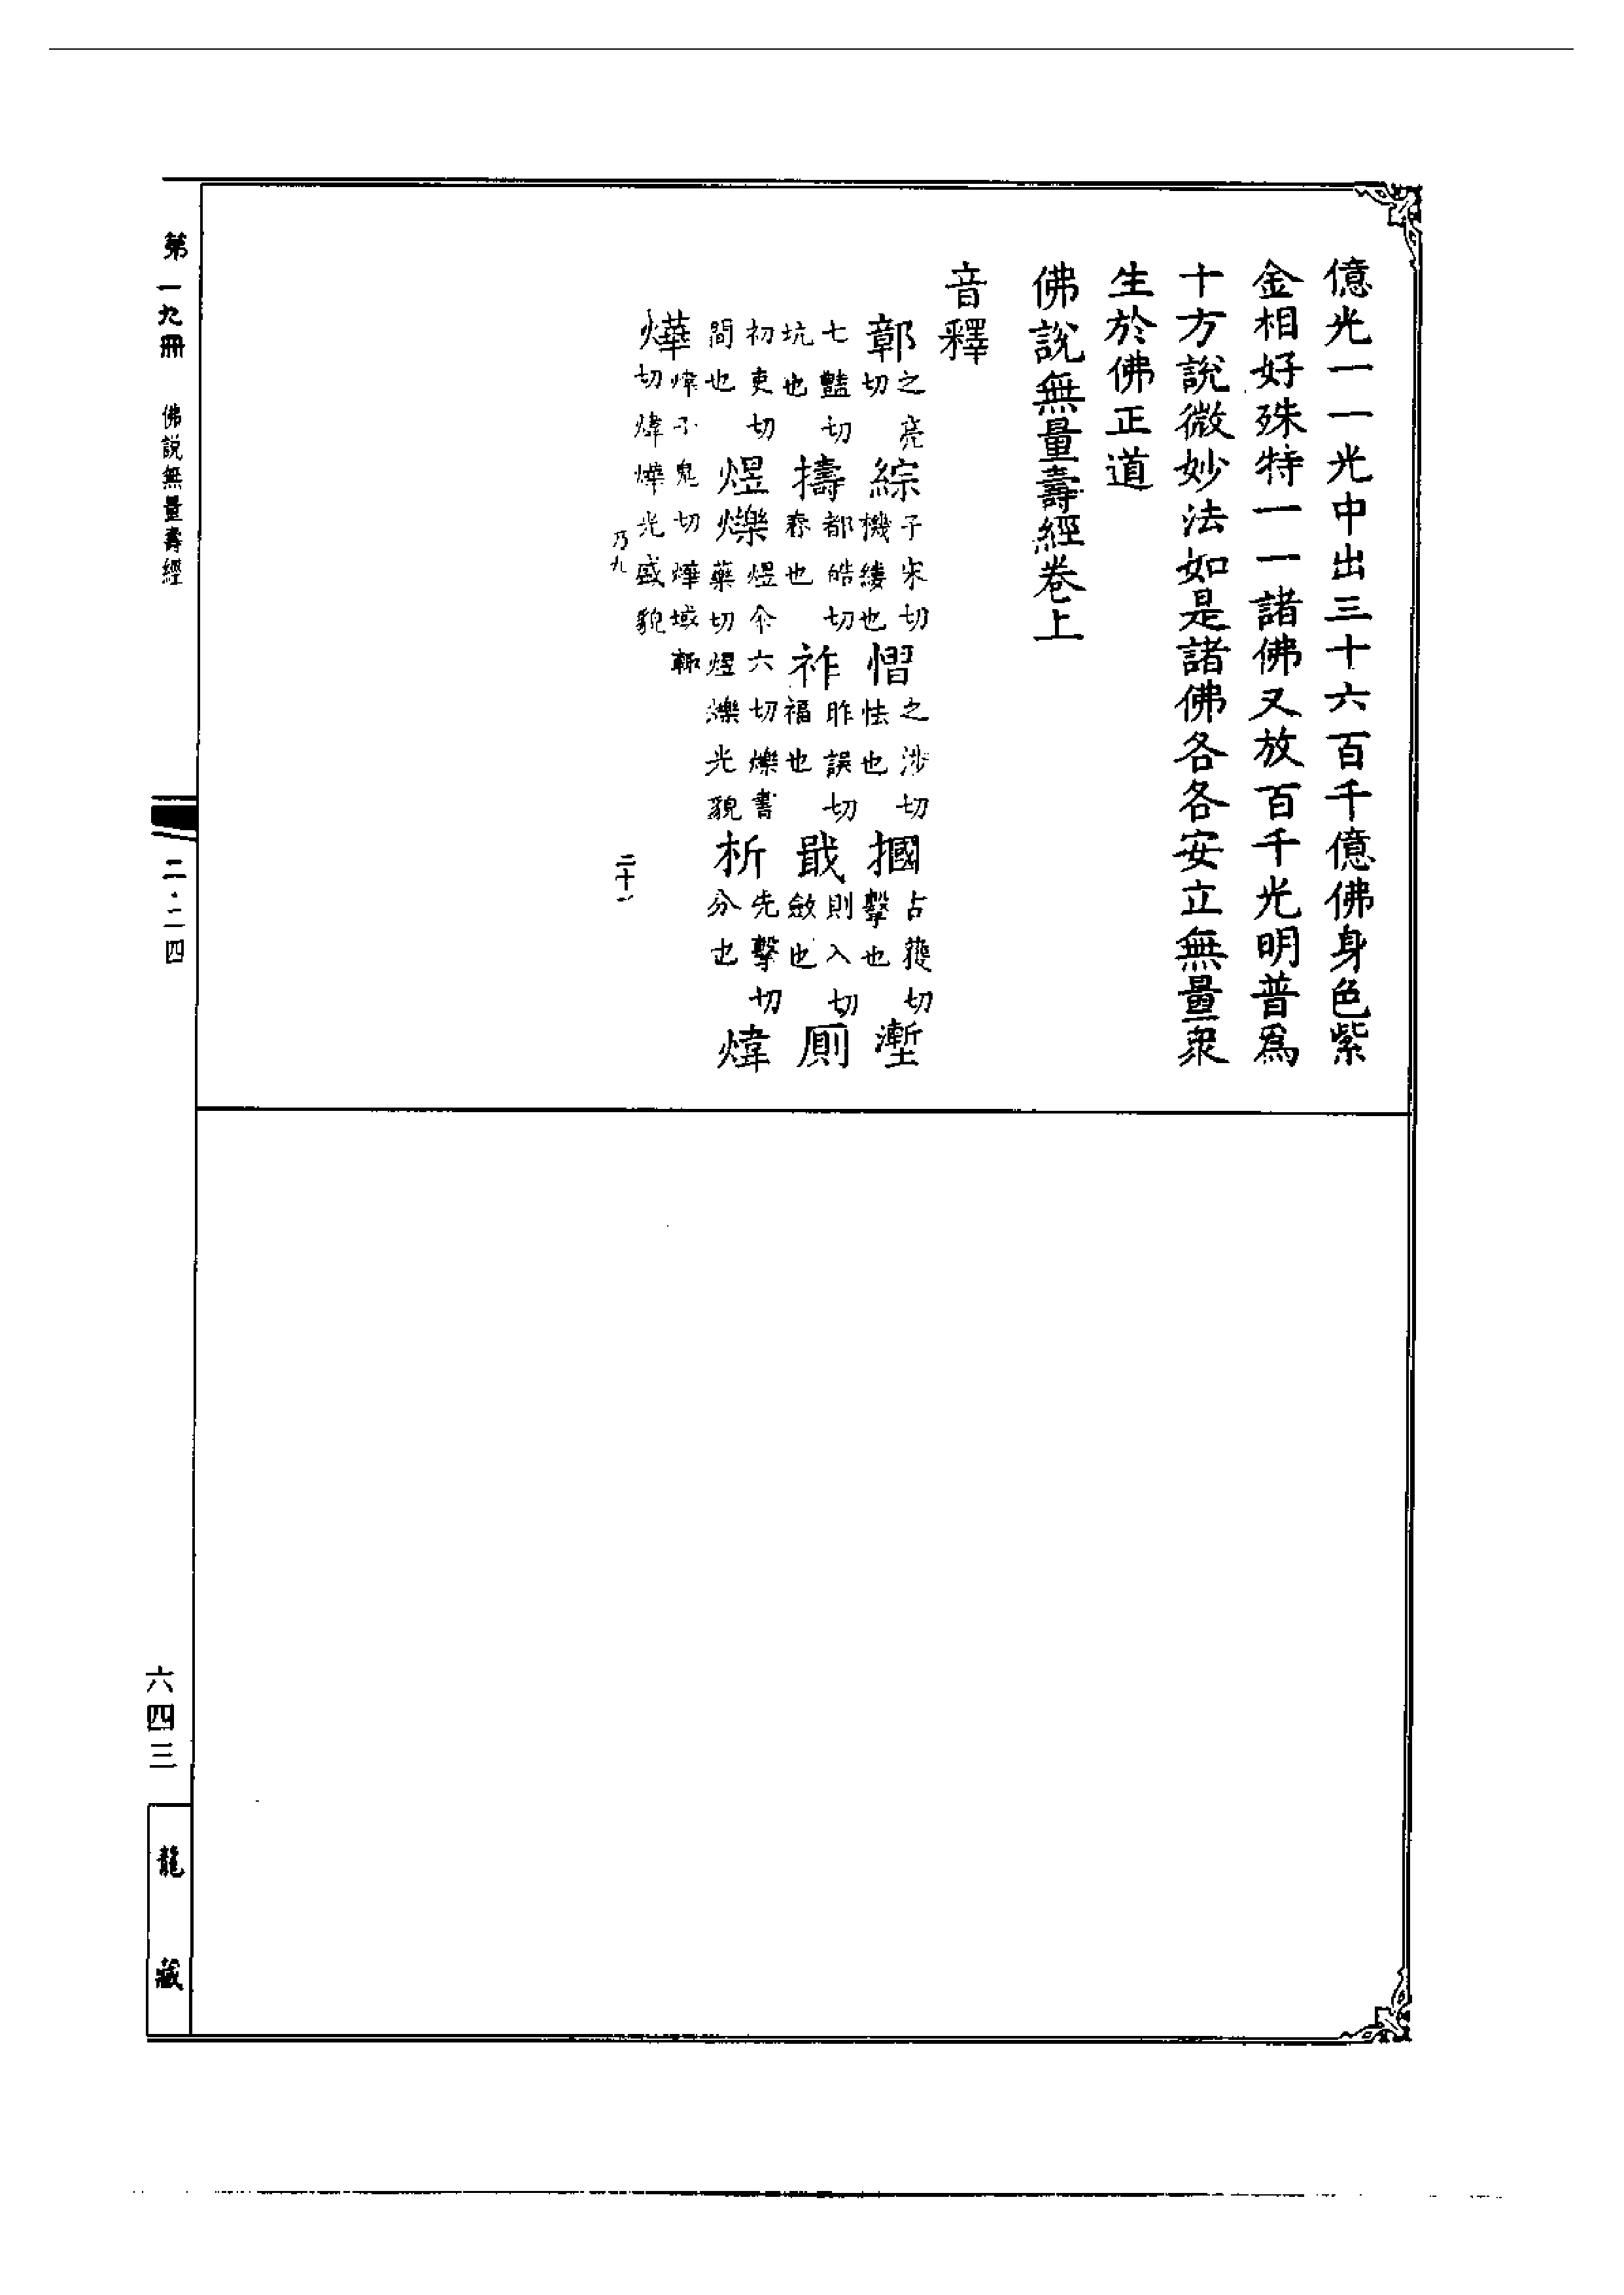 億光一一光中出三十六百千億佛身色紫
金相好殊特一一諸佛又放百千光明普為
十方說微妙法如是諸佛各各安立無量衆
生於佛正道
佛說無量壽經卷上
音釋
鄣之亮切綜子宋切機縷也慴之涉切怯也摑古獲切擊也塹
七豔切坑也擣都皓切舂也祚昨誤切福也戢則入切斂也廁
初吏切間也煜爍煜余六切爍書藥切煜爍光貌析先擊切分也煒
燁煒于鬼切燁域輒切煒燁光盛貌
乃九
二十一
第一九冊 佛說無量壽經
二·二四
六四三
龍藏